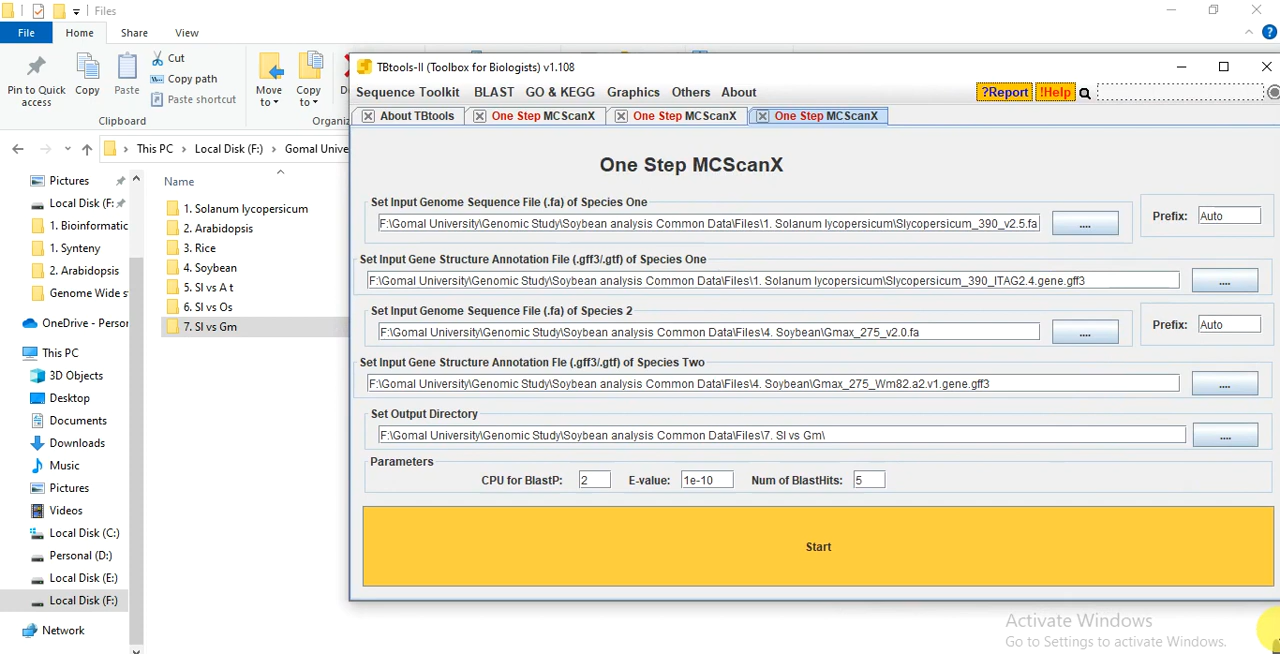 Files
File Home Share View
Pin to Quick access
Copy
Paste
Cut
Copy path
Paste shortcut
Clipboard
Move to
Copy to
Organiz
This PC > Local Disk (F:) > Gomal Unive
Pictures
Local Disk (F:
1. Bioinformatic
1. Synteny
2. Arabidopsis
Genome Wide s
OneDrive - Person
This PC
3D Objects
Desktop
Documents
Downloads
Music
Pictures
Videos
Local Disk (C:)
Personal (D:)
Local Disk (E:)
Local Disk (F:)
Network
Name
1. Solanum lycopersicum
2. Arabidopsis
3. Rice
4. Soybean
5. Sl vs A t
6. Sl vs Os
7. Sl vs Gm
TBtools-II (Toolbox for Biologists) v1.108
Sequence Toolkit BLAST GO & KEGG Graphics Others About
?Report !Help
About TBtools One Step MCScanX One Step MCScanX One Step MCScanX
One Step MCScanX
Set Input Genome Sequence File (.fa) of Species One
F:\Gomal University\Genomic Study\Soybean analysis Common Data\Files\1. Solanum lycopersicum\Slycopersicum_390_v2.5.fa
.... Prefix: Auto
Set Input Gene Structure Annotation File (.gff3/.gtf) of Species One
F:\Gomal University\Genomic Study\Soybean analysis Common Data\Files\1. Solanum lycopersicum\Slycopersicum_390_ITAG2.4.gene.gff3
....
Set Input Genome Sequence File (.fa) of Species 2
F:\Gomal University\Genomic Study\Soybean analysis Common Data\Files\4. Soybean\Gmax_275_v2.0.fa
.... Prefix: Auto
Set Input Gene Structure Annotation Fle (.gff3/.gtf) of Species Two
F:\Gomal University\Genomic Study\Soybean analysis Common Data\Files\4. Soybean\Gmax_275_Wm82.a2.v1.gene.gff3
....
Set Output Directory
F:\Gomal University\Genomic Study\Soybean analysis Common Data\Files\7. Sl vs Gm\
....
Parameters
CPU for BlastP: 2 E-value: 1e-10 Num of BlastHits: 5
Start
Activate Windows
Go to Settings to activate Windows.